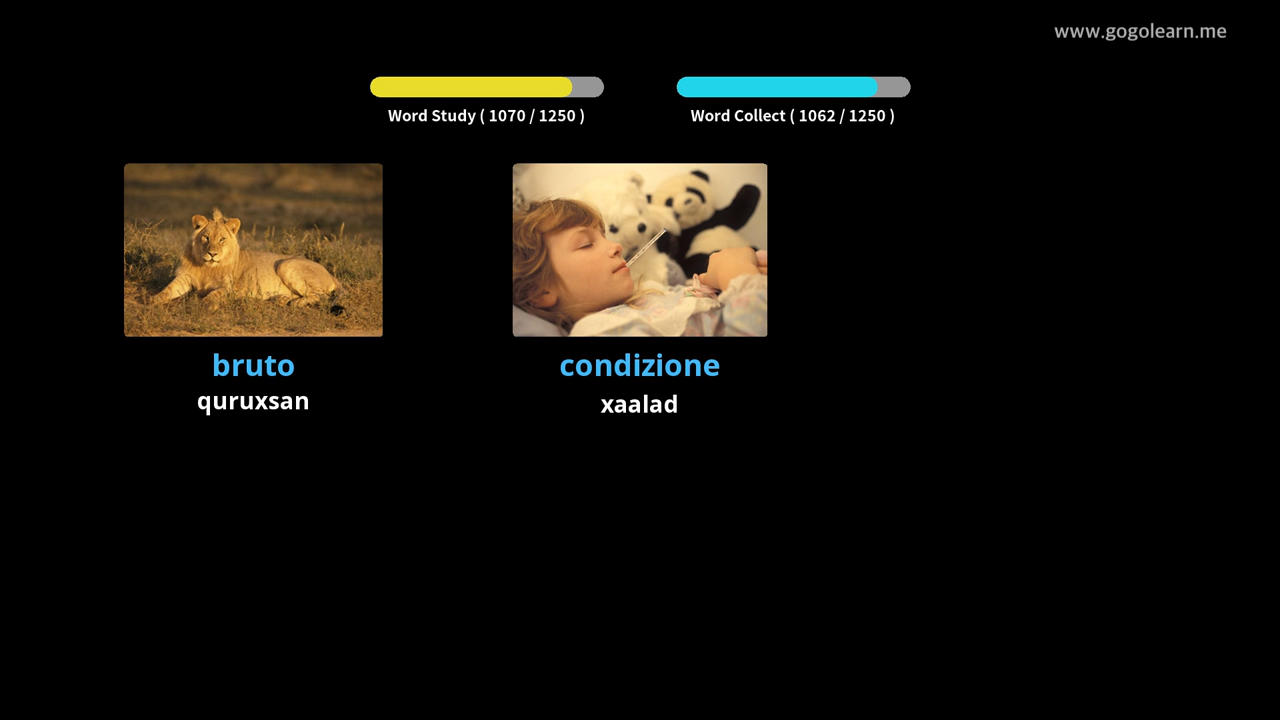 www.gogolearn.me
Word Study ( 1070 / 1250 )
Word Collect ( 1062 / 1250 )
bruto
quruxsan
condizione
xaalad